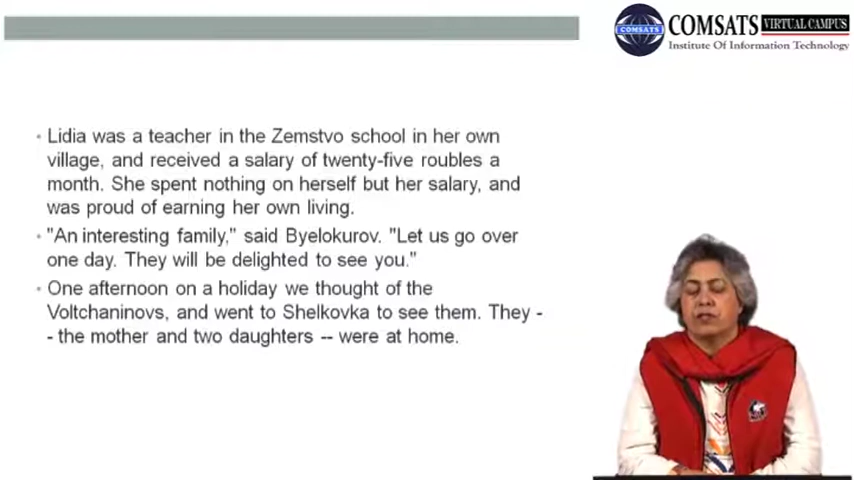 COMSATS VIRTUAL CAMPUS
Institute Of Information Technology
COMSATS
• Lidia was a teacher in the Zemstvo school in her own
village, and received a salary of twenty-five roubles a
month. She spent nothing on herself but her salary, and
was proud of earning her own living.
• "An interesting family," said Byelokurov. "Let us go over
one day. They will be delighted to see you."
• One afternoon on a holiday we thought of the
Voltchaninovs, and went to Shelkovka to see them. They -
- the mother and two daughters -- were at home.